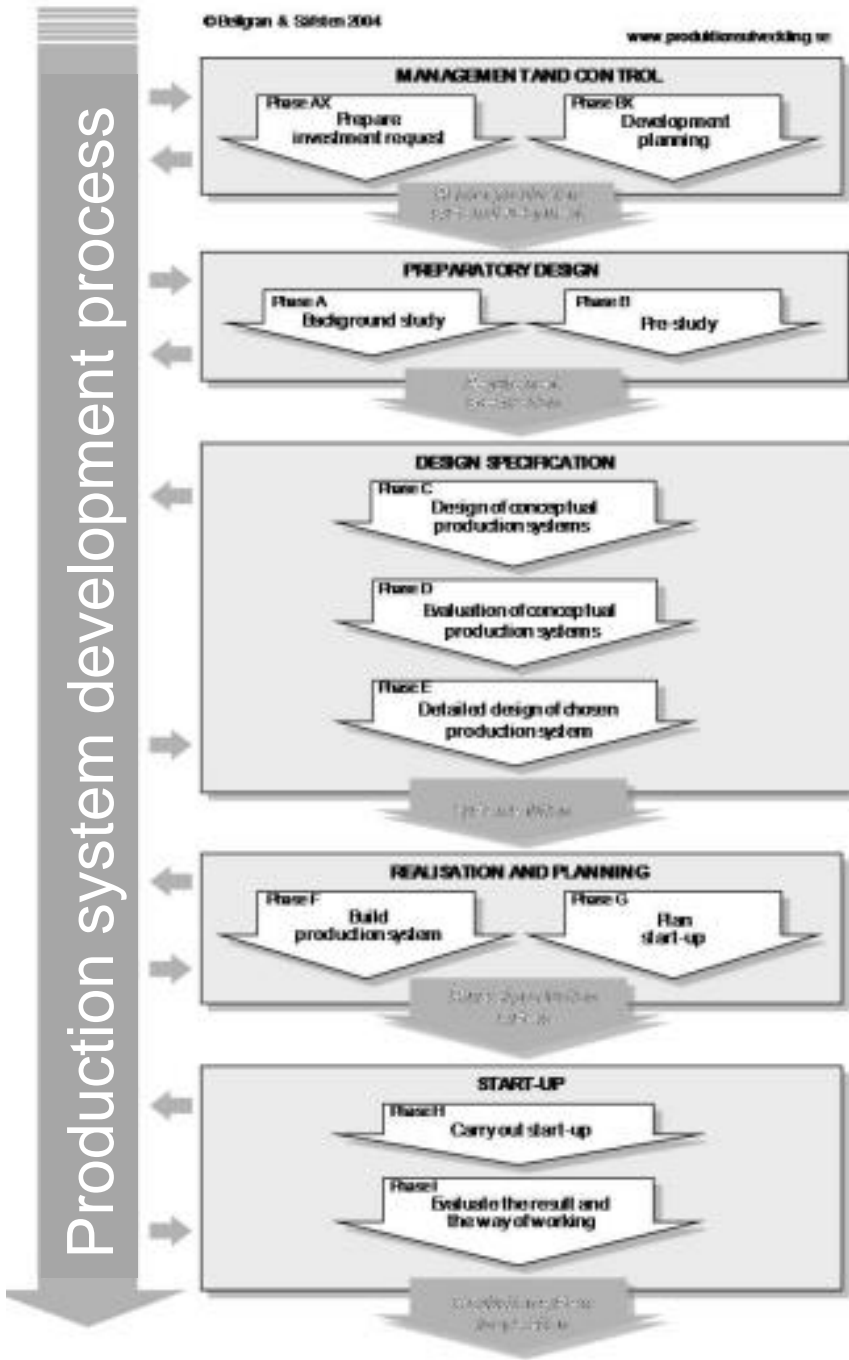 Production system development process
© Bellgran & Säfsten 2004
www.produktionsutveckling.se
MANAGEMENT AND CONTROL
Phase AX
Prepare
investment request
Phase BX
Development
planning
PREPARATORY DESIGN
Phase A
Background study
Phase B
Pre-study
DESIGN SPECIFICATION
Phase C
Design of conceptual
production systems
Phase D
Evaluation of conceptual
production systems
Phase E
Detailed design of chosen
production system
REALISATION AND PLANNING
Phase F
Build
production system
Phase G
Plan
start-up
START-UP
Phase H
Carry out start-up
Phase I
Evaluate the result and
the way of working